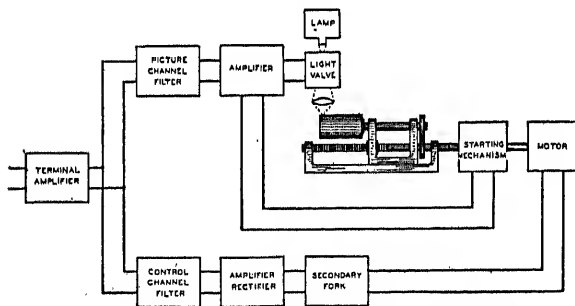 LAMP
PICTURE
CHANNEL
FILTER
AMPLIFIER
LIGHT
VALVE
TERMINAL
AMPLIFIER
STARTING
MECHANISM
MOTOR
CONTROL
CHANNEL
FILTER
AMPLIFIER
RECTIFIER
SECONDARY
FORK